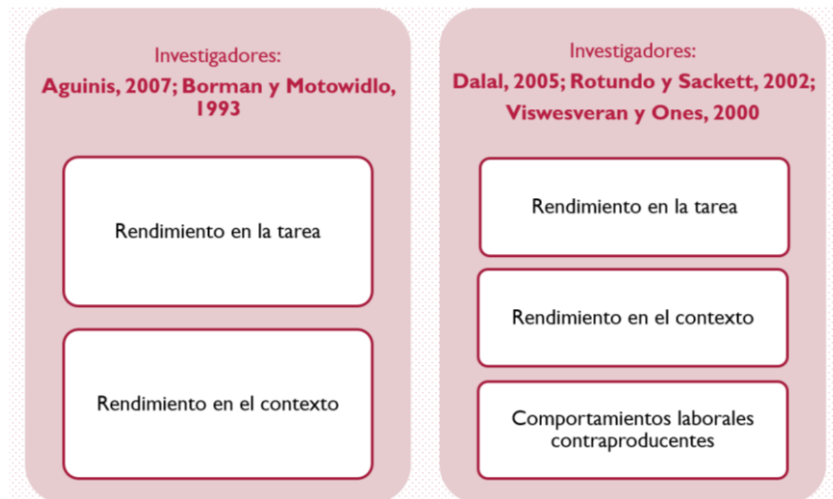 Investigadores:
Aguinis, 2007; Borman y Motowidlo,
1993
Rendimiento en la tarea
Rendimiento en el contexto
Investigadores:
Dalal, 2005; Rotundo y Sackett, 2002;
Viswesveran y Ones, 2000
Rendimiento en la tarea
Rendimiento en el contexto
Comportamientos laborales
contraproducentes